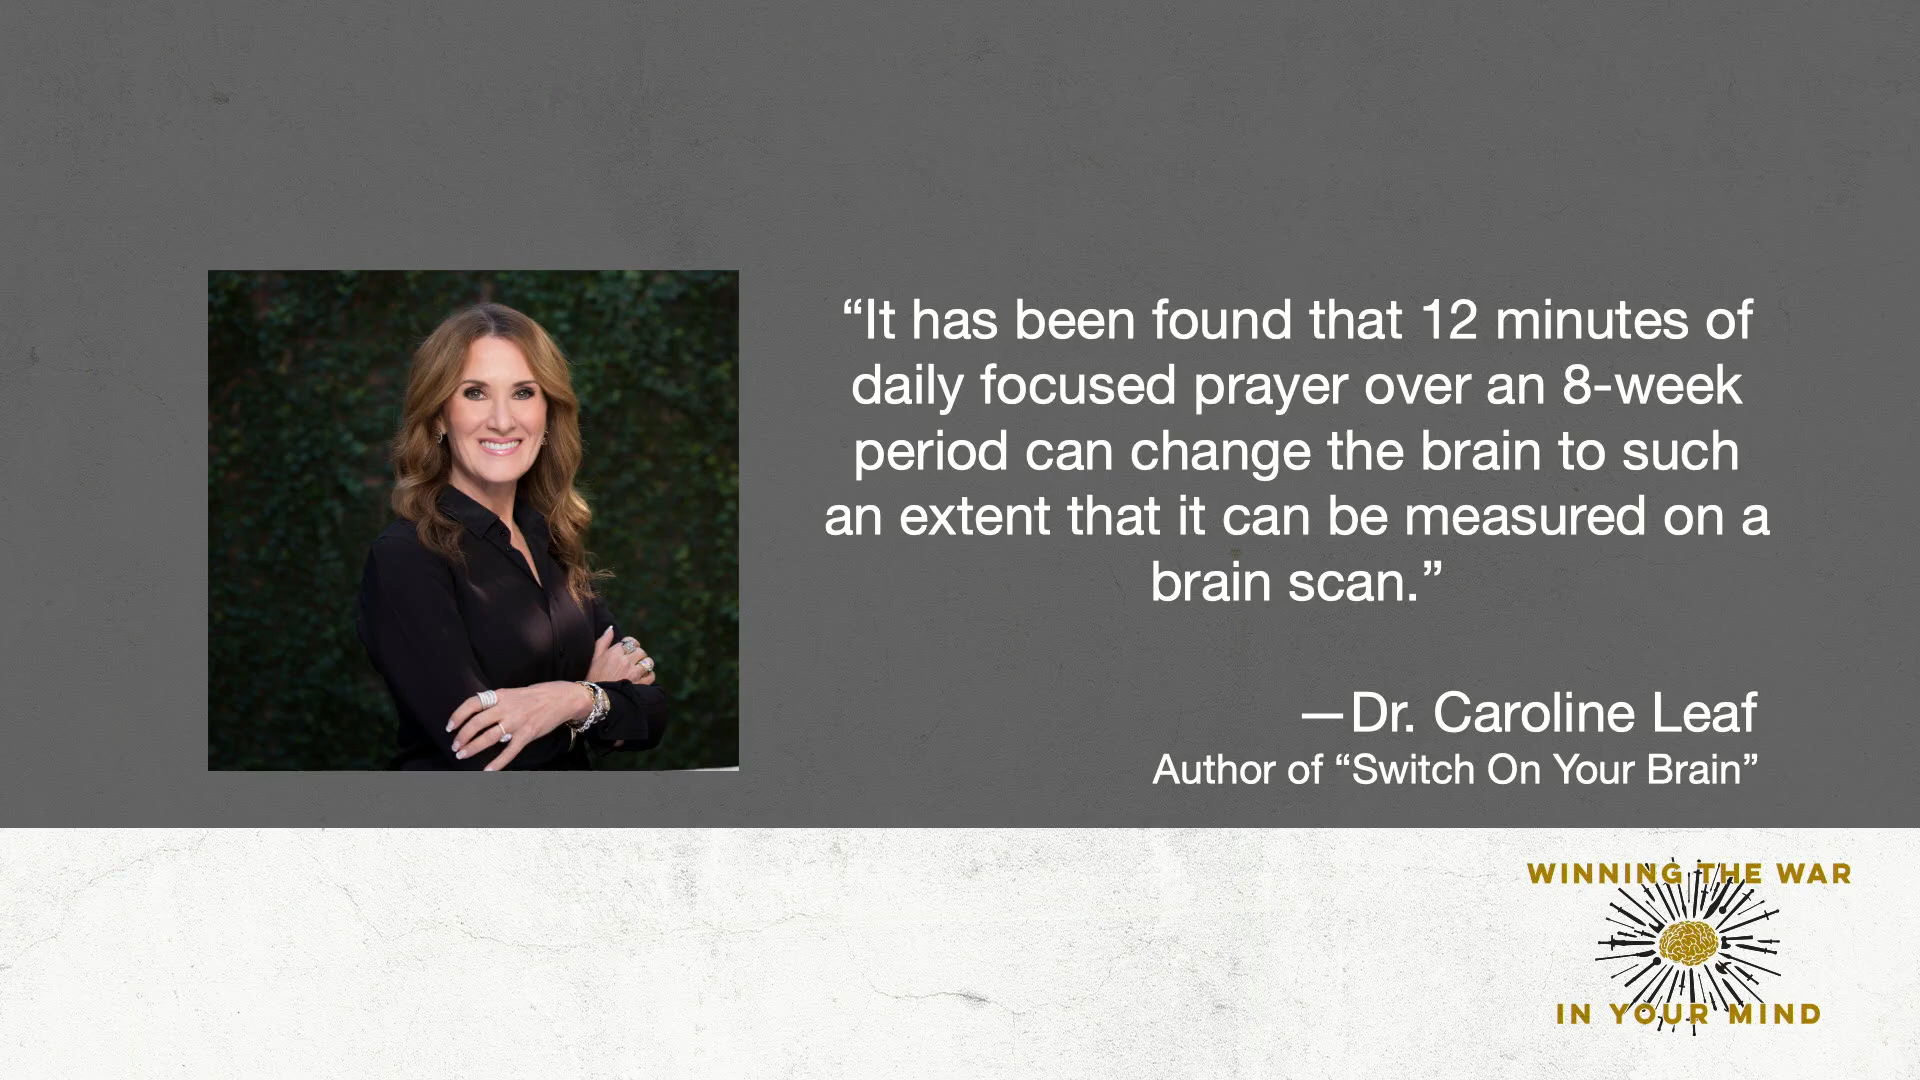 “It has been found that 12 minutes of
daily focused prayer over an 8-week
period can change the brain to such
an extent that it can be measured on a
brain scan.”
—Dr. Caroline Leaf
Author of “Switch On Your Brain”
WINNING THE WAR
IN YOUR MIND